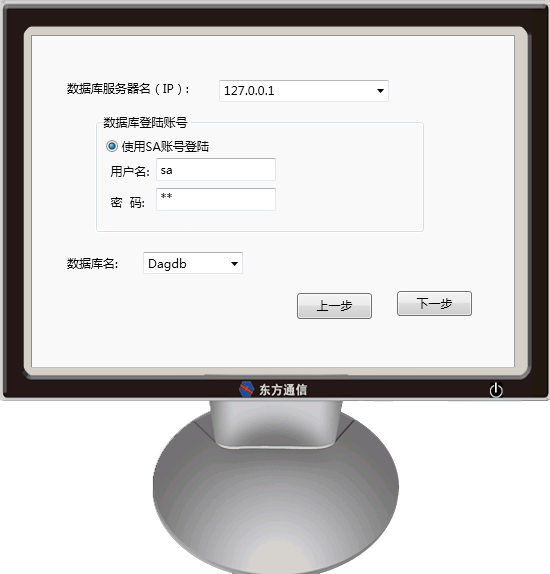 数据库服务器名（IP）： 127.0.0.1
数据库登陆账号
使用SA账号登陆
用户名: sa
密 码: **
数据库名: Dagdb
上一步 下一步
东方通信